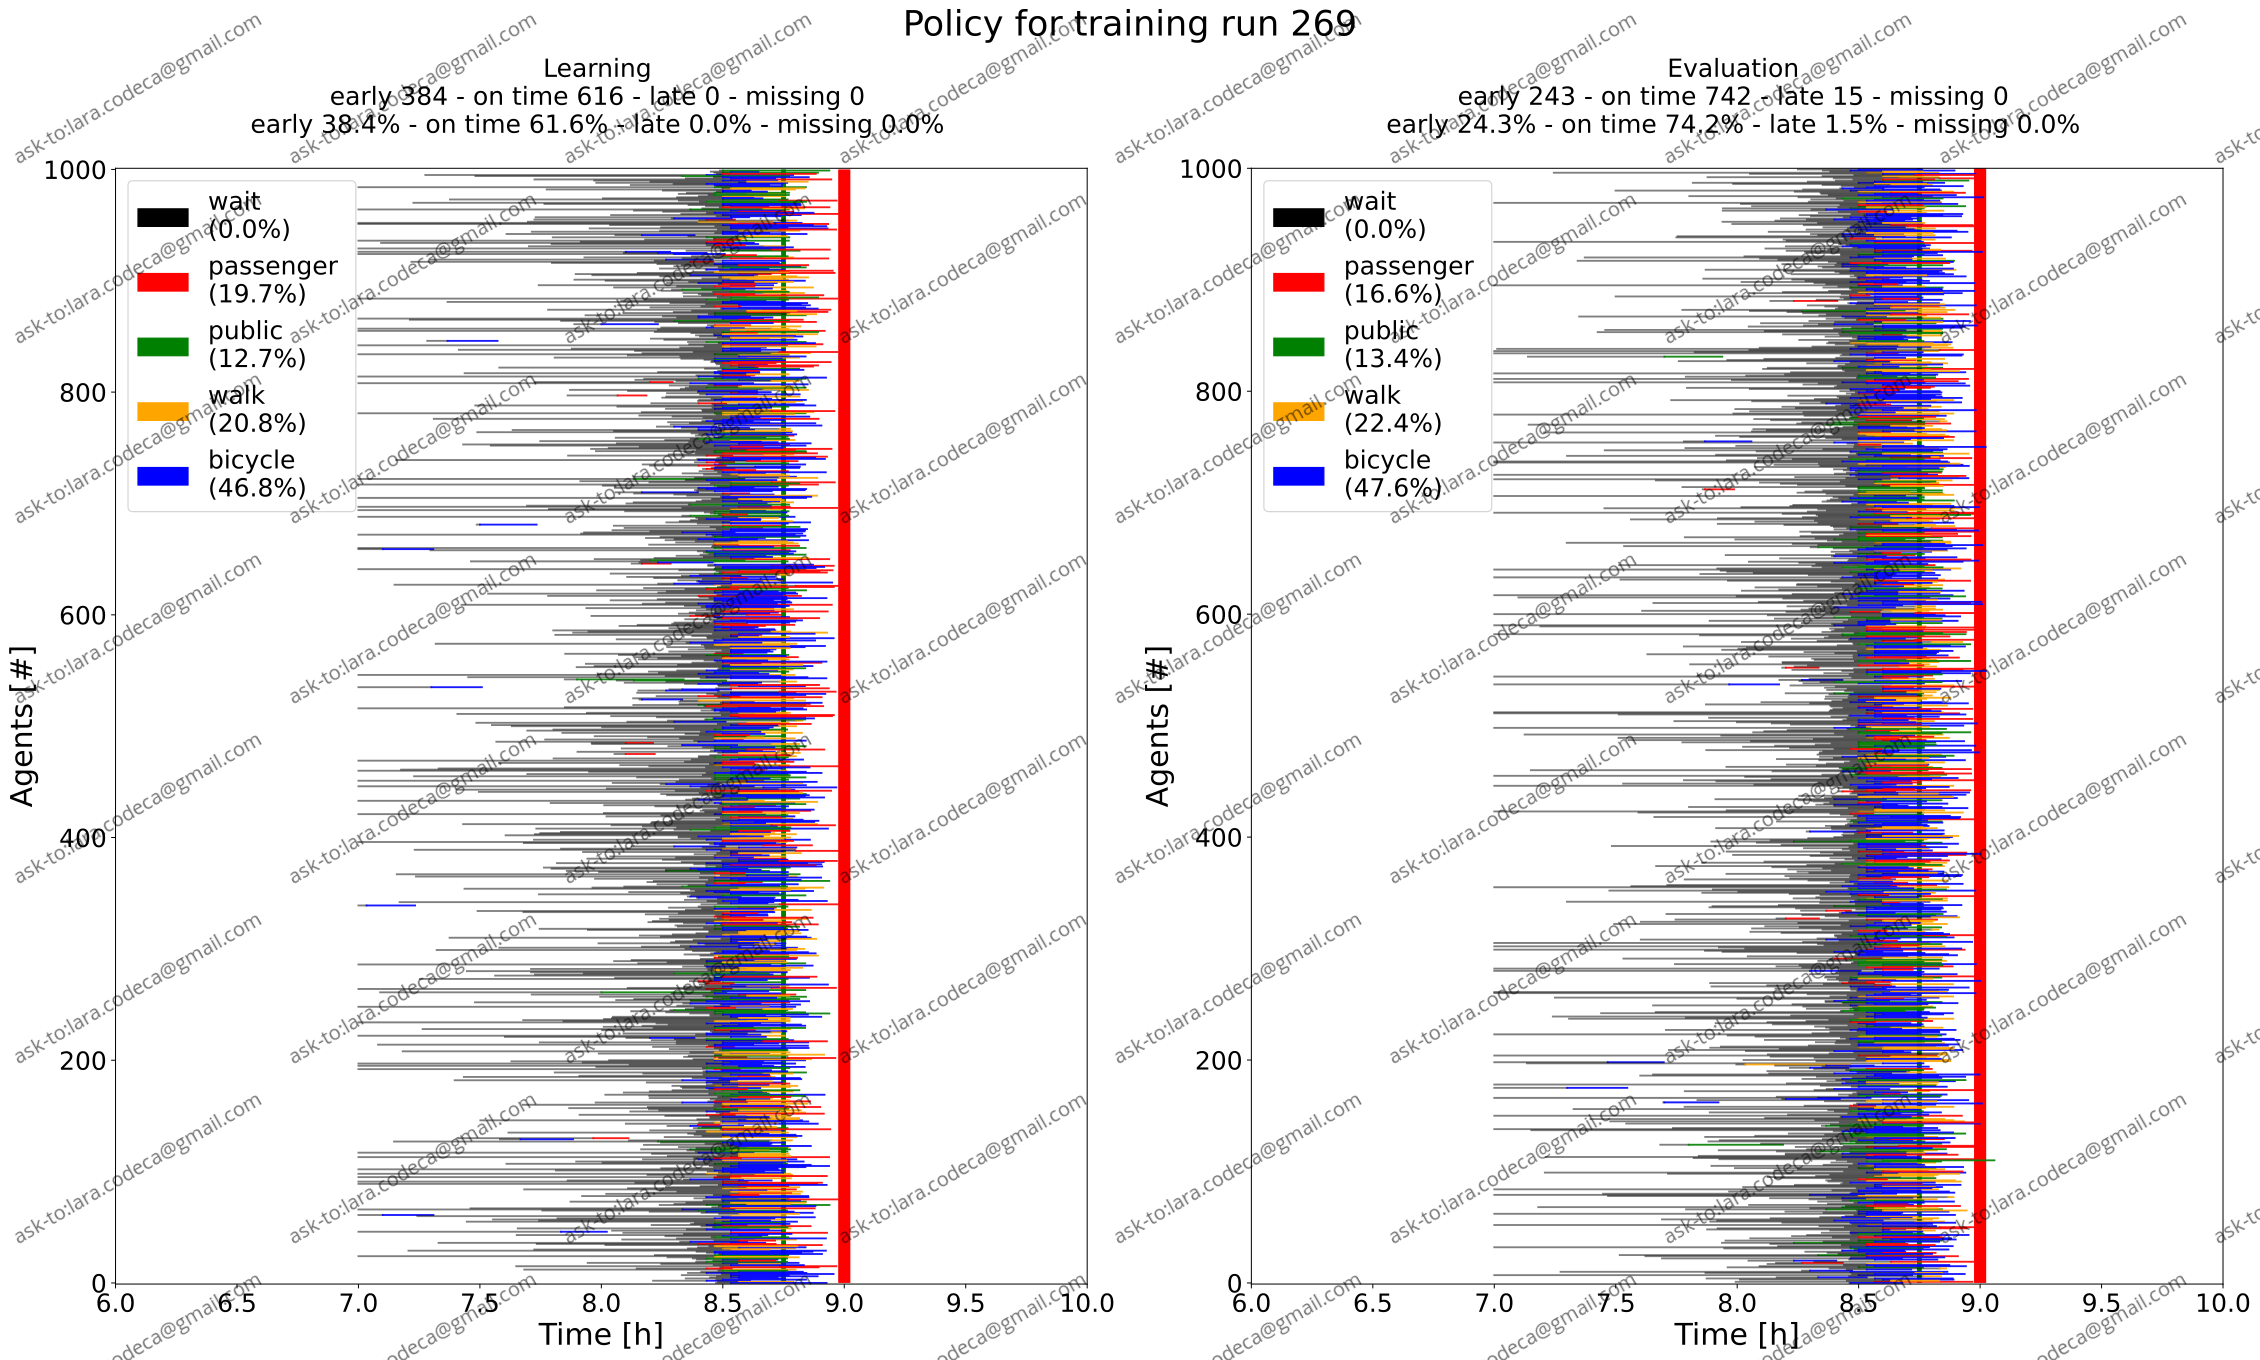 Policy for training run 269
Learning
early 384 - on time 616 - late 0 - missing 0
early 38.4% - on time 61.6% - late 0.0% - missing 0.0%
1000
800
600
400
200
0
Agents [#]
wait
(0.0%)
passenger
(19.7%)
public
(12.7%)
walk
(20.8%)
bicycle
(46.8%)
6.0 6.5 7.0 7.5 8.0 8.5 9.0 9.5 10.0
Time [h]
Evaluation
early 243 - on time 742 - late 15 - missing 0
early 24.3% - on time 74.2% - late 1.5% - missing 0.0%
1000
800
600
400
200
0
Agents [#]
wait
(0.0%)
passenger
(16.6%)
public
(13.4%)
walk
(22.4%)
bicycle
(47.6%)
6.0 6.5 7.0 7.5 8.0 8.5 9.0 9.5 10.0
Time [h]
ask-to:lara.codeca@gmail.com